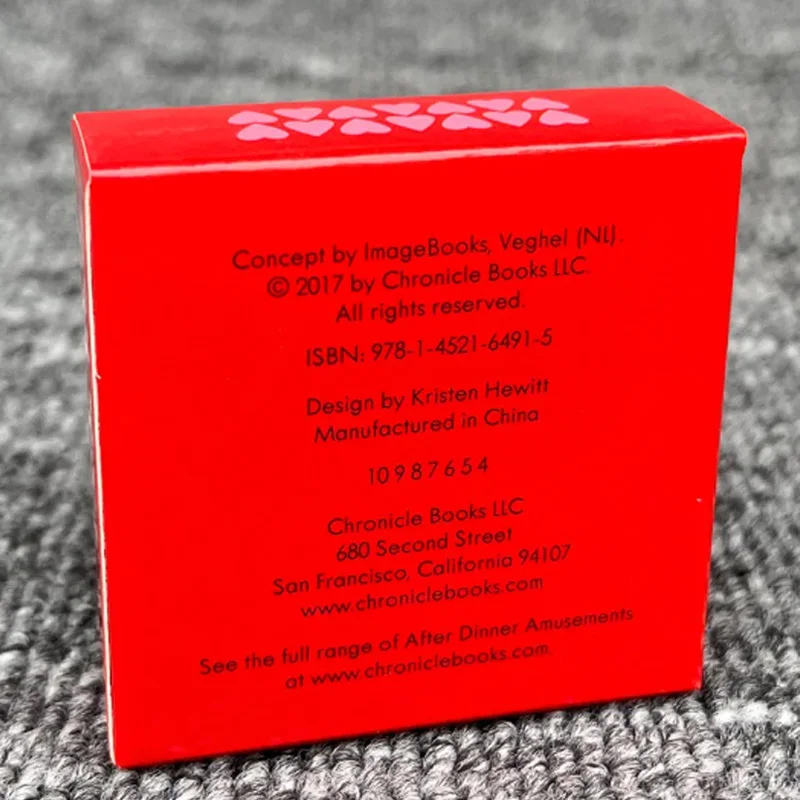 Concept by ImageBooks, Veghel (NL).
© 2017 by Chronicle Books LLC.
All rights reserved.
ISBN: 978-1-4521-6491-5
Design by Kristen Hewitt
Manufactured in China
10 9 8 7 6 5 4
Chronicle Books LLC
680 Second Street
San Francisco, California 94107
www.chroniclebooks.com
See the full range of After Dinner Amusements
at www.chroniclebooks.com.